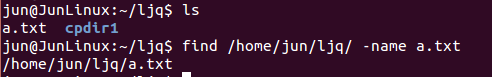 jun@JunLinux:~/ljq$ ls
a.txt  cpdir1
jun@JunLinux:~/ljq$ find /home/jun/ljq/ -name a.txt
/home/jun/ljq/a.txt